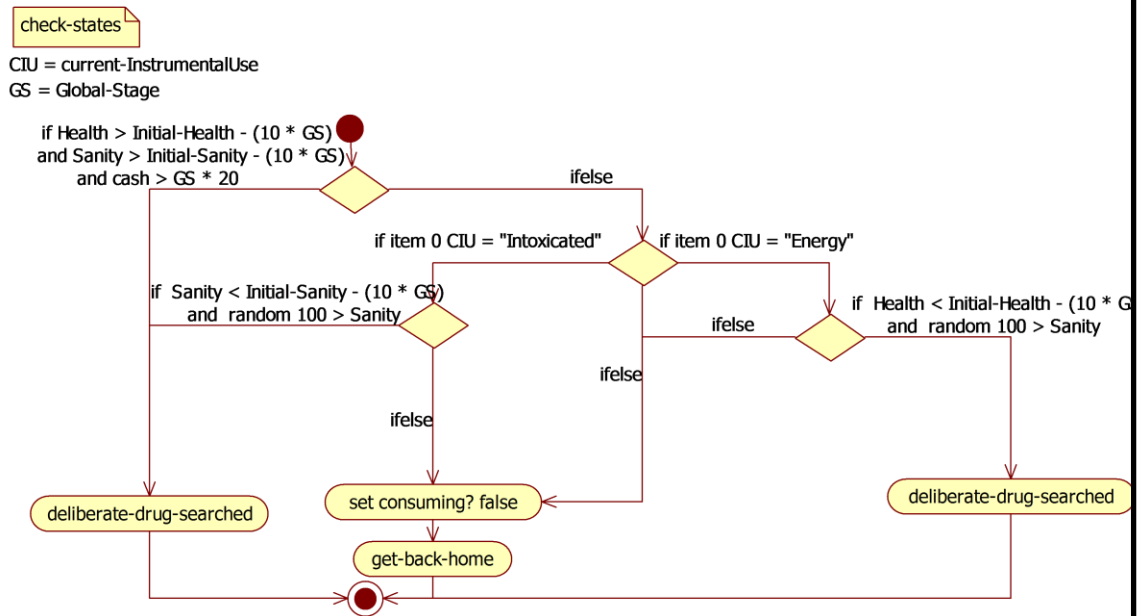 check-states
CIU = current-InstrumentalUse
GS = Global-Stage
if Health > Initial-Health - (10 * GS)
and Sanity > Initial-Sanity - (10 * GS)
and cash > GS * 20
ifelse
if item 0 CIU = "Intoxicated"
if item 0 CIU = "Energy"
if Sanity < Initial-Sanity - (10 * GS)
and random 100 > Sanity
if Health < Initial-Health - (10 * G
and random 100 > Sanity
ifelse
ifelse
ifelse
set consuming? false
deliberate-drug-searched
deliberate-drug-searched
get-back-home